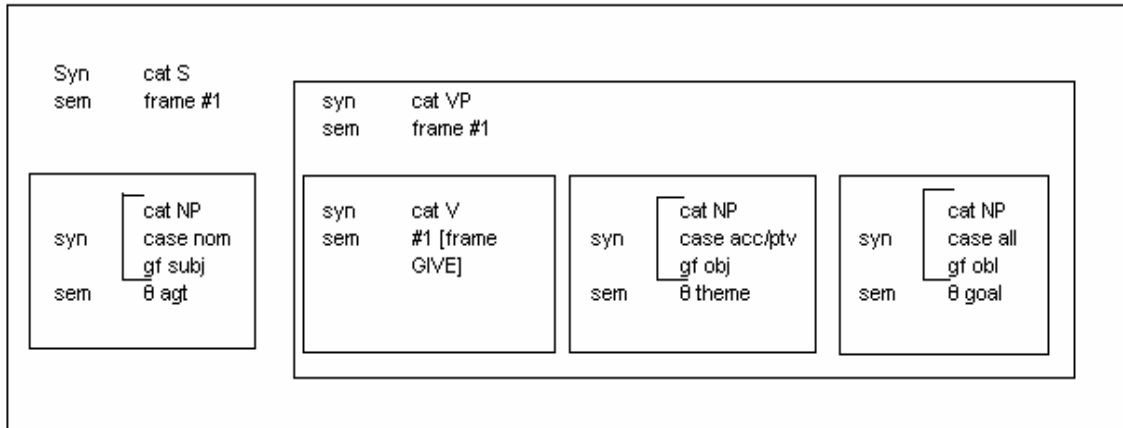 Syn cat S
sem frame #1
syn cat VP
sem frame #1
cat NP
syn case nom
gf subj
sem θ agt
syn cat V
sem #1 [frame
GIVE]
cat NP
syn case acc/ptv
gf obj
sem θ theme
cat NP
syn case all
gf obl
sem θ goal